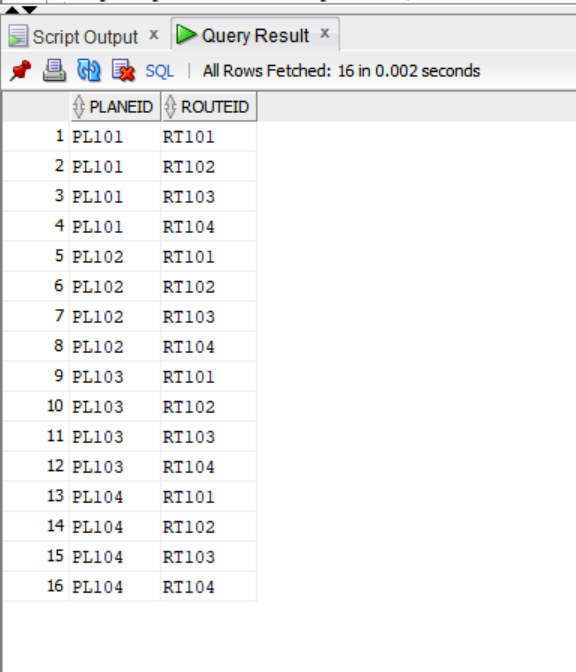 Script Output x Query Result x
SQL | All Rows Fetched: 16 in 0.002 seconds
PLANEID ROUTEID
1 PL101 RT101
2 PL101 RT102
3 PL101 RT103
4 PL101 RT104
5 PL102 RT101
6 PL102 RT102
7 PL102 RT103
8 PL102 RT104
9 PL103 RT101
10 PL103 RT102
11 PL103 RT103
12 PL103 RT104
13 PL104 RT101
14 PL104 RT102
15 PL104 RT103
16 PL104 RT104